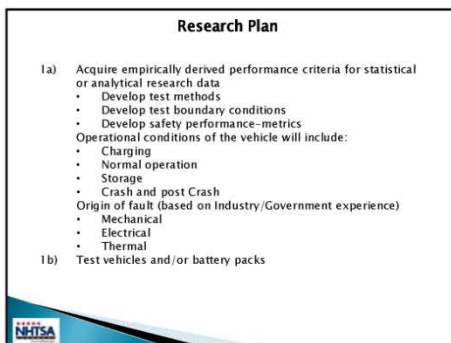 Research Plan
1a) Acquire empirically derived performance criteria for statistical
or analytical research data
• Develop test methods
• Develop test boundary conditions
• Develop safety performance-metrics
Operational conditions of the vehicle will include:
• Charging
• Normal operation
• Storage
• Crash and post Crash
Origin of fault (based on Industry/Government experience)
• Mechanical
• Electrical
• Thermal
1b) Test vehicles and/or battery packs
NHTSA